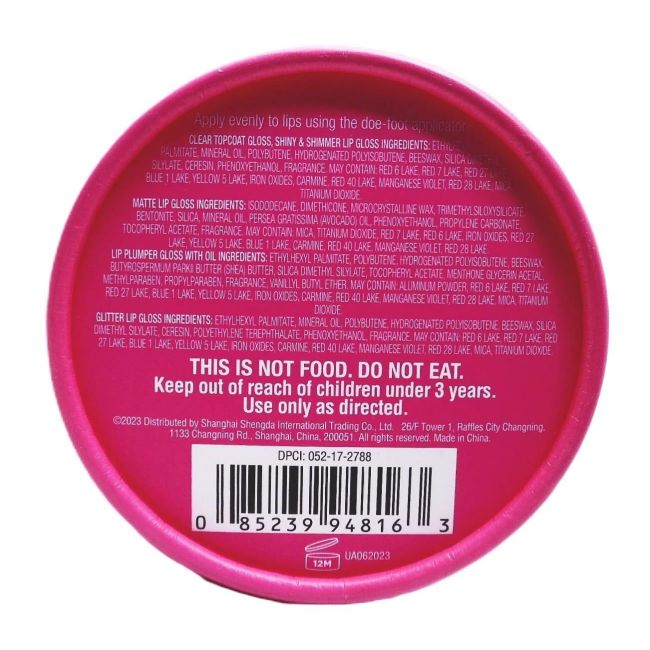 Apply evenly to lips using the doe-foot applicator
CLEAR TOPCOAT GLOSS, SHINY & SHIMMER LIP GLOSS INGREDIENTS:
PALMITATE, MINERAL OIL, POLYBUTENE, HYDROGENATED POLYISOBUTENE, BEESWAX, SILICA
SILYLATE, CERESIN, PHENOXYETHANOL, FRAGRANCE. MAY CONTAIN: RED 6 LAKE, RED 7 LAKE, RED 27
BLUE 1 LAKE, YELLOW 5 LAKE, IRON OXIDES, CARMINE, RED 40 LAKE, MANGANESE VIOLET, RED 28 LAKE, MICA,
TITANIUM DIOXIDE.
MATTE LIP GLOSS INGREDIENTS: ISODODECANE, DIMETHICONE, MICROCRYSTALLINE WAX, TRIMETHYLSILOXYSILICATE,
BENTONITE, SILICA, MINERAL OIL, PERSEA GRATISSIMA (AVOCADO) OIL, PHENOXYETHANOL, PROPYLENE CARBONATE,
TOCOPHERYL ACETATE, FRAGRANCE. MAY CONTAIN: MICA, TITANIUM DIOXIDE, RED 7 LAKE, RED 6 LAKE, IRON OXIDES, RED 27
LAKE, YELLOW 5 LAKE, BLUE 1 LAKE, CARMINE, RED 40 LAKE, MANGANESE VIOLET, RED 28 LAKE.
LIP PLUMPER GLOSS WITH OIL INGREDIENTS: ETHYLHEXYL PALMITATE, POLYBUTENE, HYDROGENATED POLYISOBUTENE, BEESWAX,
BUTYROSPERMUM PARKII BUTTER (SHEA) BUTTER, SILICA DIMETHYL SILYLATE, TOCOPHERYL ACETATE, MENTHONE GLYCERIN ACETAL,
METHYLPARABEN, PROPYLPARABEN, FRAGRANCE, VANILLYL BUTYL ETHER. MAY CONTAIN: ALUMINUM POWDER, RED 6 LAKE, RED 7 LAKE,
RED 27 LAKE, BLUE 1 LAKE, YELLOW 5 LAKE, IRON OXIDES, CARMINE, RED 40 LAKE, MANGANESE VIOLET, RED 28 LAKE, MICA, TITANIUM
DIOXIDE.
GLITTER LIP GLOSS INGREDIENTS: ETHYLHEXYL PALMITATE, MINERAL OIL, POLYBUTENE, HYDROGENATED POLYISOBUTENE, BEESWAX, SILICA
DIMETHYL SILYLATE, CERESIN, POLYETHYLENE TEREPHTHALATE, PHENOXYETHANOL, FRAGRANCE. MAY CONTAIN: RED 6 LAKE, RED 7 LAKE, RED
27 LAKE, BLUE 1 LAKE, YELLOW 5 LAKE, IRON OXIDES, CARMINE, RED 40 LAKE, MANGANESE VIOLET, RED 28 LAKE, MICA, TITANIUM DIOXIDE.
THIS IS NOT FOOD. DO NOT EAT.
Keep out of reach of children under 3 years.
Use only as directed.
©2023 Distributed by Shanghai Shengda International Trading Co., Ltd. 26/F Tower 1, Raffles City Changning,
1133 Changning Rd., Shanghai, China, 200051. All rights reserved. Made in China.
DPCI: 052-17-2788
0 85239 94816 3
12M UA062023